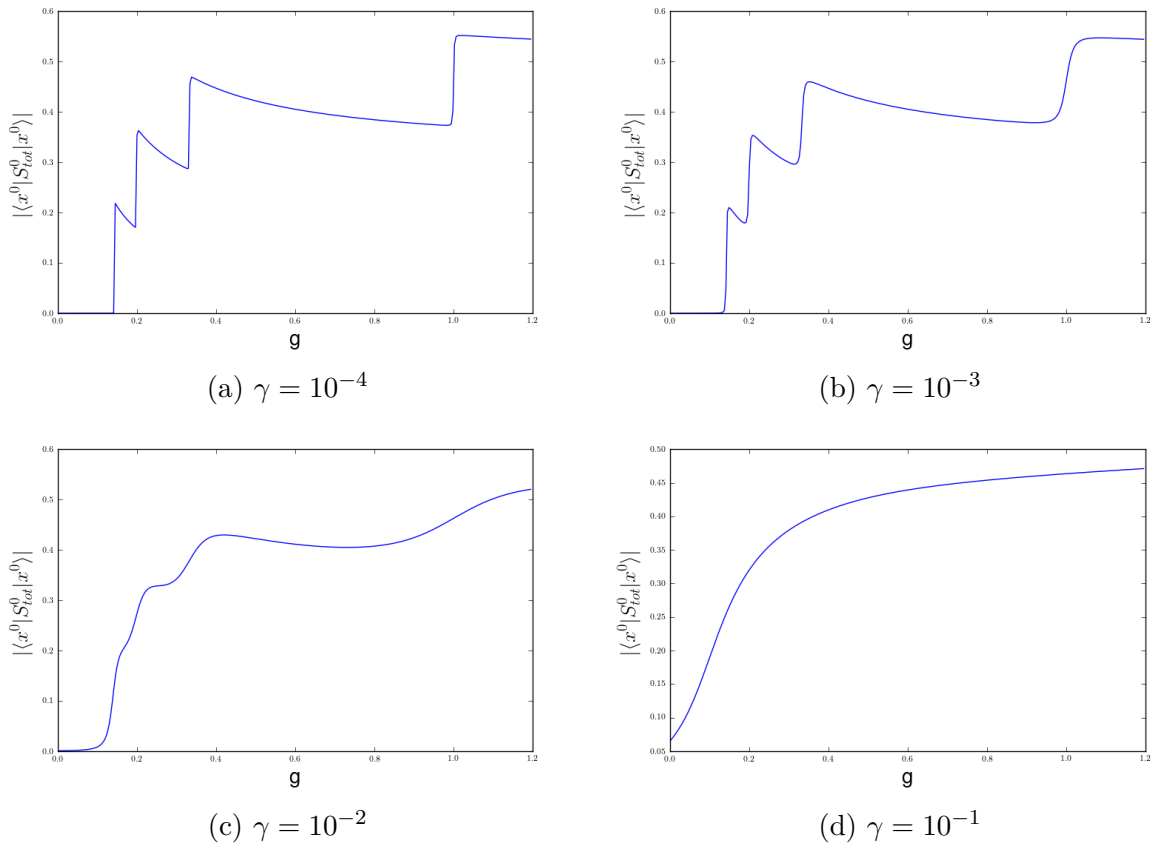 0.6
0.5
0.4
0.3
0.2
0.1
0.0
|⟨x⁰|S⁰ₜₒₜ|x⁰⟩|
0.0 0.2 0.4 0.6 0.8 1.0 1.2
g
(a) γ = 10⁻⁴
0.6
0.5
0.4
0.3
0.2
0.1
0.0
|⟨x⁰|S⁰ₜₒₜ|x⁰⟩|
0.0 0.2 0.4 0.6 0.8 1.0 1.2
g
(b) γ = 10⁻³
0.6
0.5
0.4
0.3
0.2
0.1
0.0
|⟨x⁰|S⁰ₜₒₜ|x⁰⟩|
0.0 0.2 0.4 0.6 0.8 1.0 1.2
g
(c) γ = 10⁻²
0.50
0.45
0.40
0.35
0.30
0.25
0.20
0.15
0.10
0.05
|⟨x⁰|S⁰ₜₒₜ|x⁰⟩|
0.0 0.2 0.4 0.6 0.8 1.0 1.2
g
(d) γ = 10⁻¹